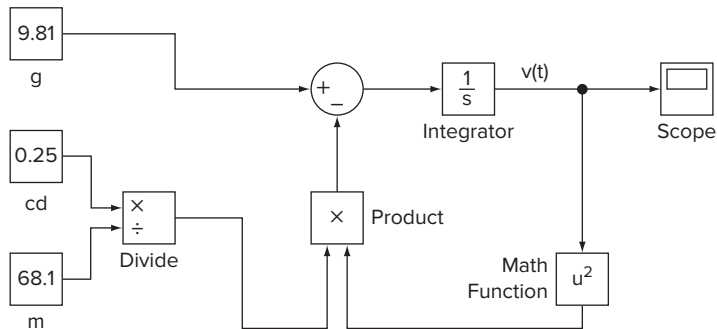 9.81
g
+
−
1
s
v(t)
Integrator
Scope
0.25
cd
×
÷
Divide
×
Product
68.1
m
Math
Function
u²